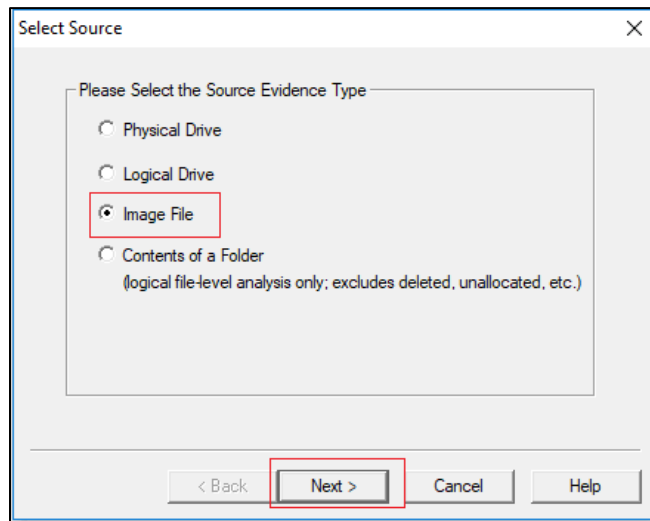 Select Source
Please Select the Source Evidence Type
Physical Drive
Logical Drive
Image File
Contents of a Folder
(logical file-level analysis only; excludes deleted, unallocated, etc.)
< Back Next > Cancel Help